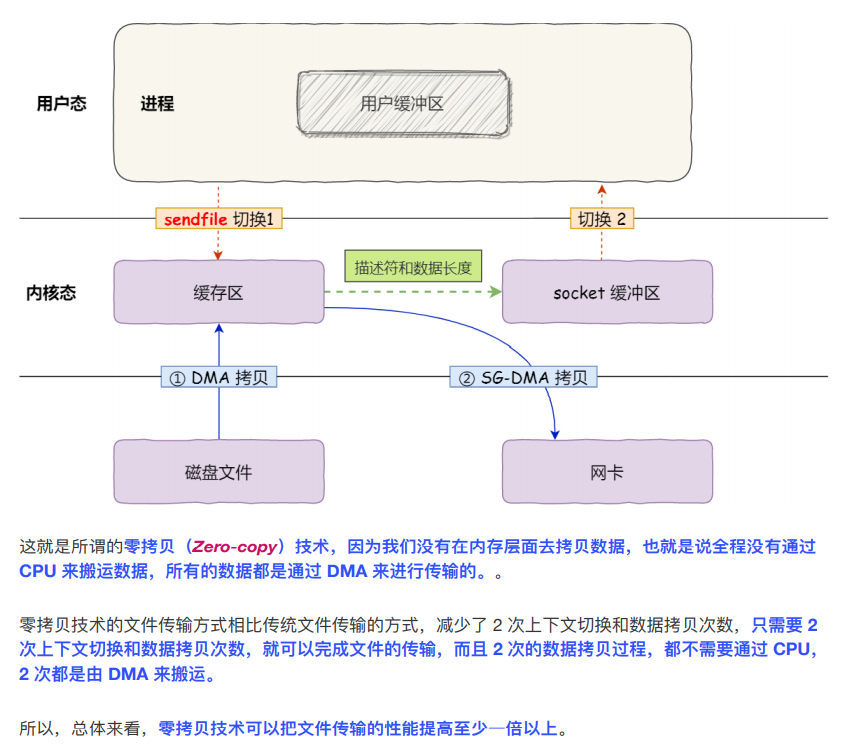 用户态
进程
用户缓冲区
sendfile 切换1
切换 2
描述符和数据长度
内核态
缓存区
socket 缓冲区
① DMA 拷贝
② SG-DMA 拷贝
磁盘文件
网卡
这就是所谓的零拷贝（Zero-copy）技术，因为我们没有在内存层面去拷贝数据，也就是说全程没有通过
CPU 来搬运数据，所有的数据都是通过 DMA 来进行传输的。。
零拷贝技术的文件传输方式相比传统文件传输的方式，减少了 2 次上下文切换和数据拷贝次数，只需要 2
次上下文切换和数据拷贝次数，就可以完成文件的传输，而且 2 次的数据拷贝过程，都不需要通过 CPU，
2 次都是由 DMA 来搬运。
所以，总体来看，零拷贝技术可以把文件传输的性能提高至少一倍以上。